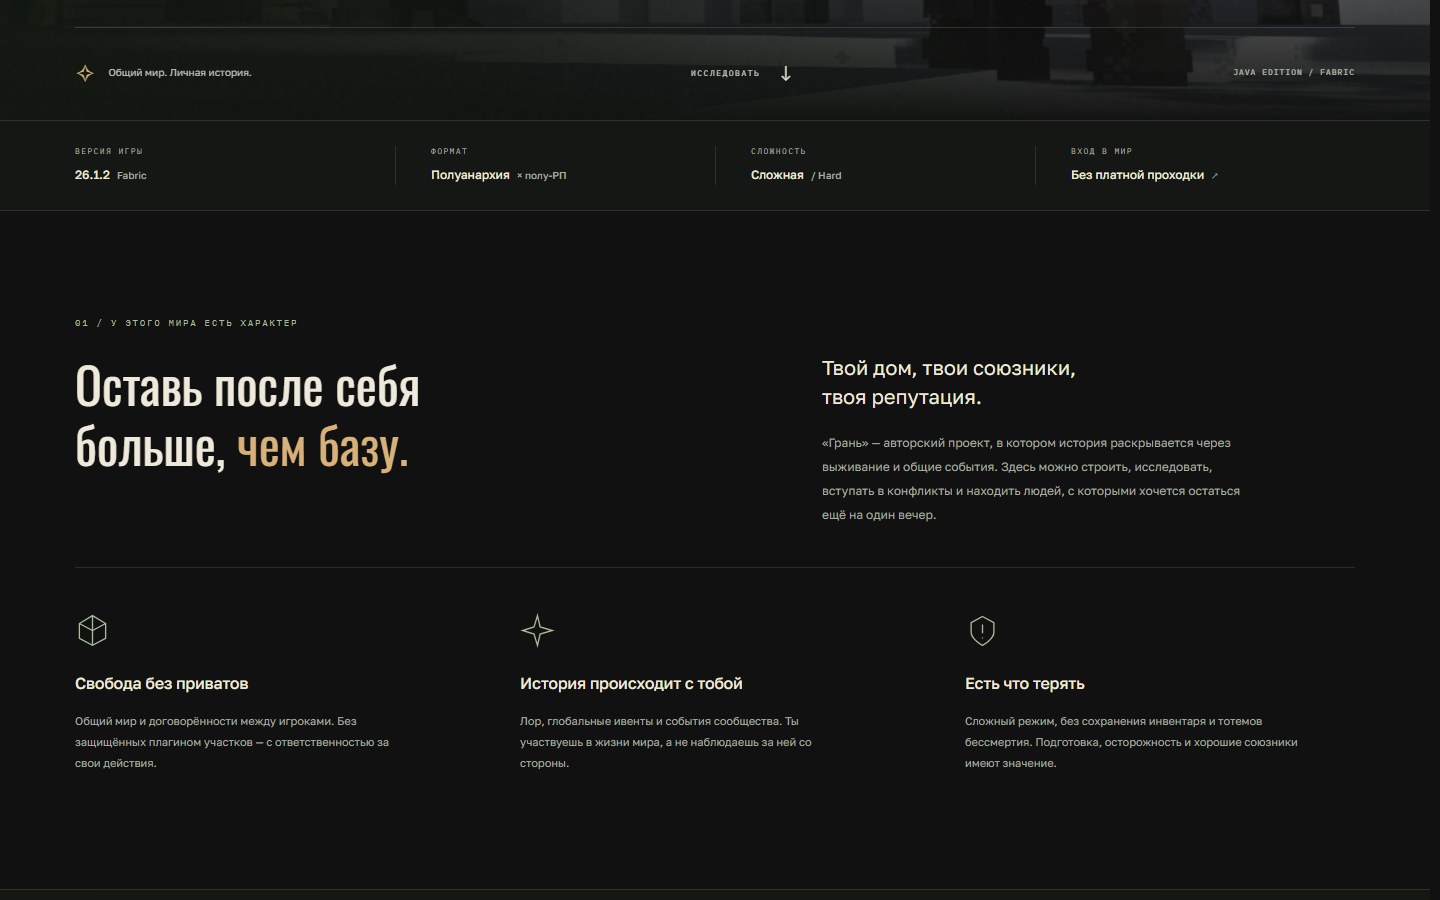 Общий мир. Личная история.
ИССЛЕДОВАТЬ ↓
JAVA EDITION / FABRIC
ВЕРСИЯ ИГРЫ
26.1.2 Fabric
ФОРМАТ
Полуанархия × полу-РП
СЛОЖНОСТЬ
Сложная / Hard
ВХОД В МИР
Без платной проходки ↗
01 / У ЭТОГО МИРА ЕСТЬ ХАРАКТЕР
Оставь после себя
больше, чем базу.
Твой дом, твои союзники,
твоя репутация.
«Грань» — авторский проект, в котором история раскрывается через
выживание и общие события. Здесь можно строить, исследовать,
вступать в конфликты и находить людей, с которыми хочется остаться
ещё на один вечер.
Свобода без приватов
Общий мир и договорённости между игроками. Без
защищённых плагином участков — с ответственностью за
свои действия.
История происходит с тобой
Лор, глобальные ивенты и события сообщества. Ты
участвуешь в жизни мира, а не наблюдаешь за ней со
стороны.
Есть что терять
Сложный режим, без сохранения инвентаря и тотемов
бессмертия. Подготовка, осторожность и хорошие союзники
имеют значение.